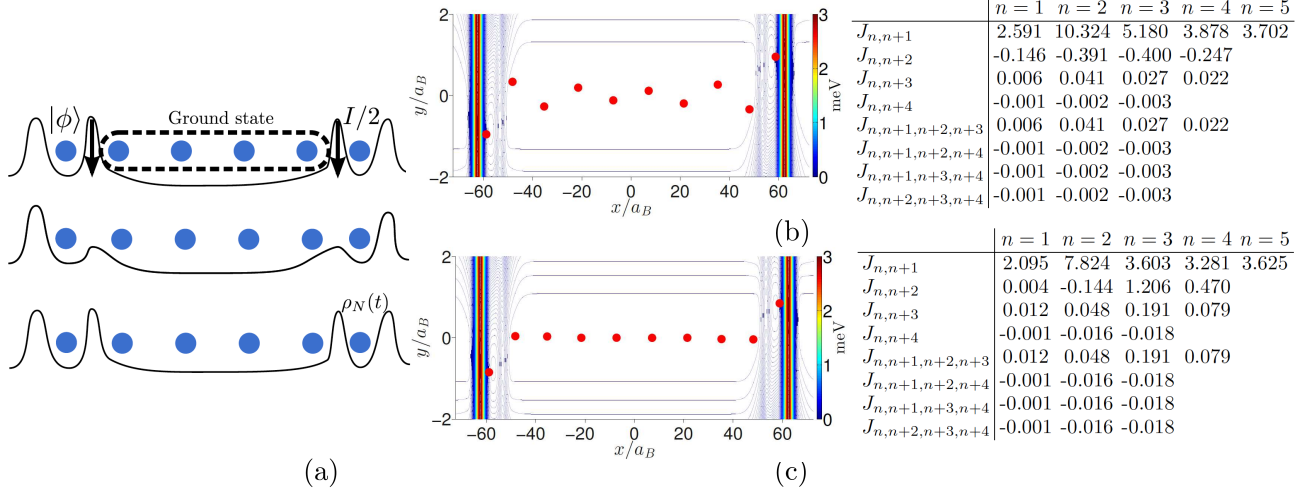 |ϕ⟩
Ground state
I/2
ρ_N(t)
(a)
2
0
-2
y/a_B
−60 −40 −20 0 20 40 60
x/a_B
3
2
1
0
meV
(b)
2
0
-2
y/a_B
−60 −40 −20 0 20 40 60
x/a_B
3
2
1
0
meV
(c)
n = 1 n = 2 n = 3 n = 4 n = 5
J_{n,n+1} 2.591 10.324 5.180 3.878 3.702
J_{n,n+2} -0.146 -0.391 -0.400 -0.247
J_{n,n+3} 0.006 0.041 0.027 0.022
J_{n,n+4} -0.001 -0.002 -0.003
J_{n,n+1,n+2,n+3} 0.006 0.041 0.027 0.022
J_{n,n+1,n+2,n+4} -0.001 -0.002 -0.003
J_{n,n+1,n+3,n+4} -0.001 -0.002 -0.003
J_{n,n+2,n+3,n+4} -0.001 -0.002 -0.003
n = 1 n = 2 n = 3 n = 4 n = 5
J_{n,n+1} 2.095 7.824 3.603 3.281 3.625
J_{n,n+2} 0.004 -0.144 1.206 0.470
J_{n,n+3} 0.012 0.048 0.191 0.079
J_{n,n+4} -0.001 -0.016 -0.018
J_{n,n+1,n+2,n+3} 0.012 0.048 0.191 0.079
J_{n,n+1,n+2,n+4} -0.001 -0.016 -0.018
J_{n,n+1,n+3,n+4} -0.001 -0.016 -0.018
J_{n,n+2,n+3,n+4} -0.001 -0.016 -0.018